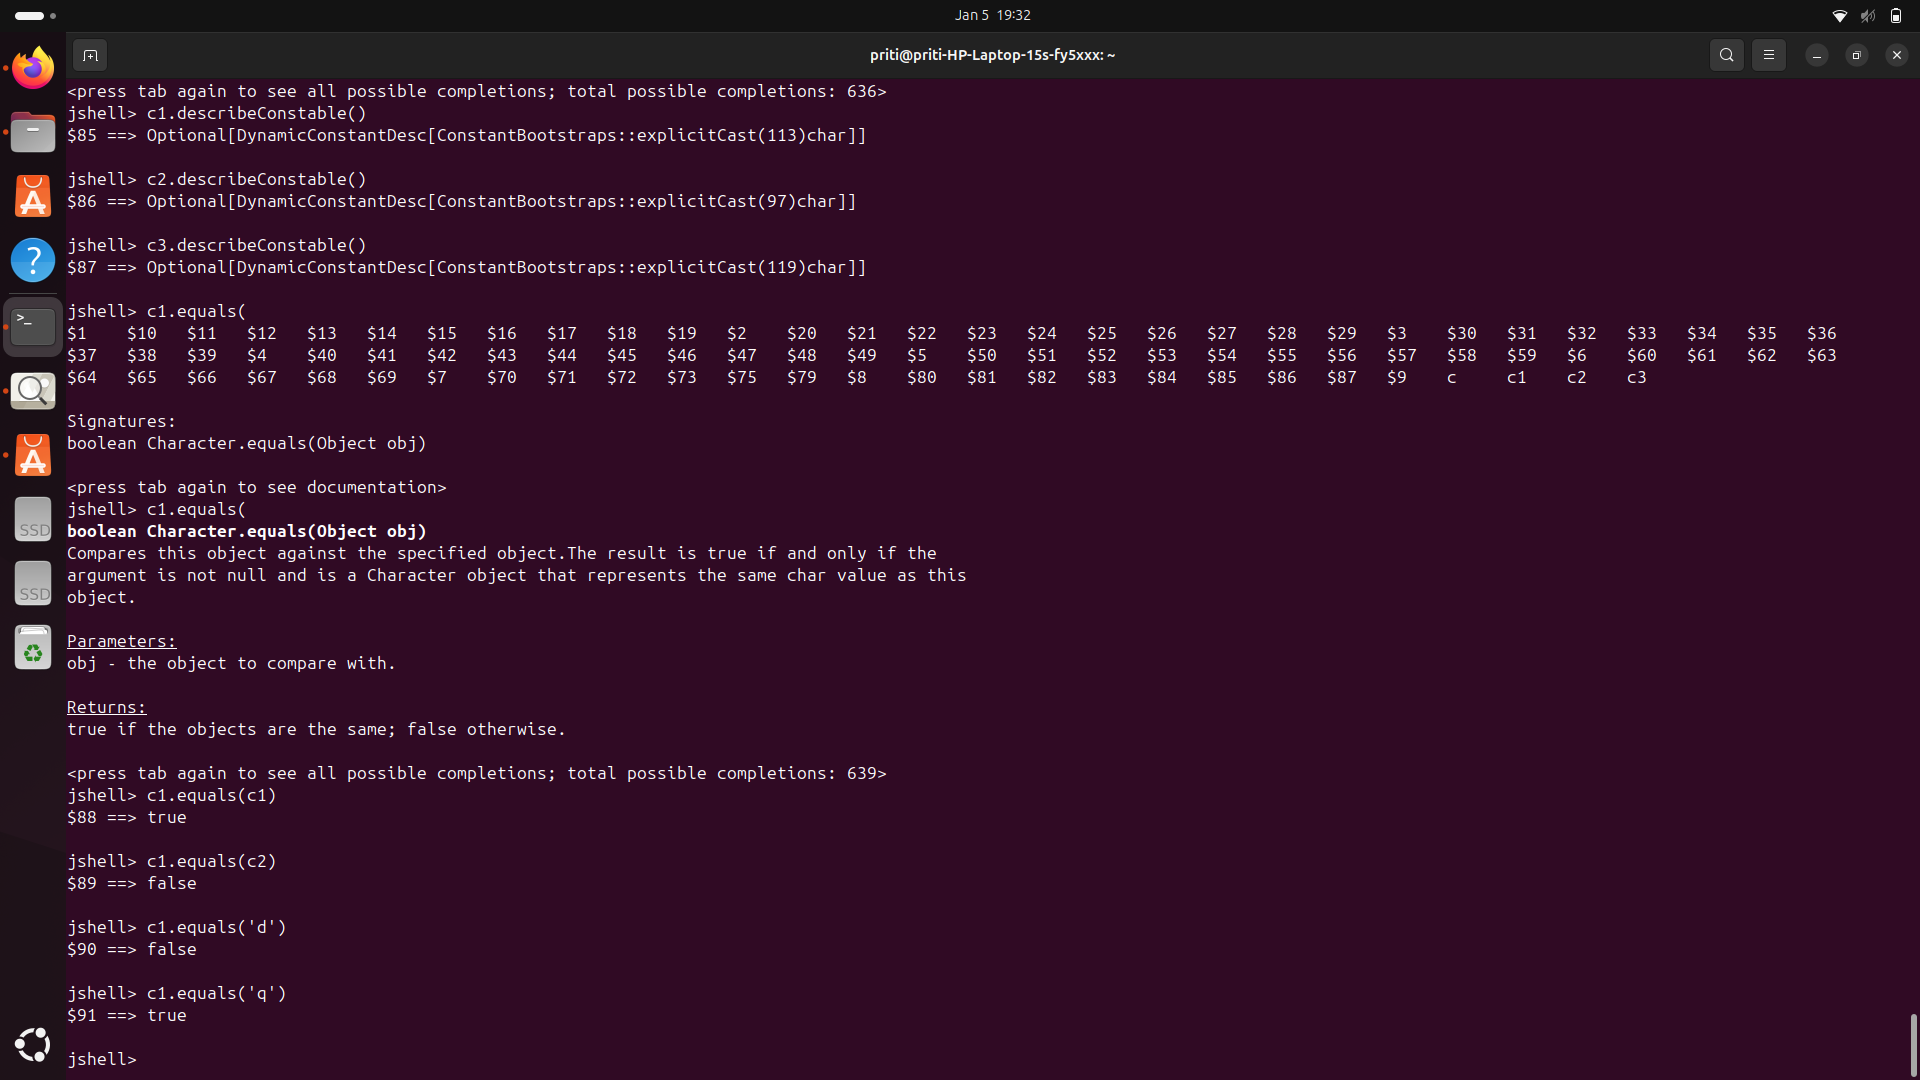 Jan 5 19:32
priti@priti-HP-Laptop-15s-fy5xxx: ~
<press tab again to see all possible completions; total possible completions: 636>
jshell> c1.describeConstable()
$85 ==> Optional[DynamicConstantDesc[ConstantBootstraps::explicitCast(113)char]]
jshell> c2.describeConstable()
$86 ==> Optional[DynamicConstantDesc[ConstantBootstraps::explicitCast(97)char]]
jshell> c3.describeConstable()
$87 ==> Optional[DynamicConstantDesc[ConstantBootstraps::explicitCast(119)char]]
jshell> c1.equals(
$1 $10 $11 $12 $13 $14 $15 $16 $17 $18 $19 $2 $20 $21 $22 $23 $24 $25 $26 $27 $28 $29 $3 $30 $31 $32 $33 $34 $35 $36
$37 $38 $39 $4 $40 $41 $42 $43 $44 $45 $46 $47 $48 $49 $5 $50 $51 $52 $53 $54 $55 $56 $57 $58 $59 $6 $60 $61 $62 $63
$64 $65 $66 $67 $68 $69 $7 $70 $71 $72 $73 $75 $79 $8 $80 $81 $82 $83 $84 $85 $86 $87 $9 c c1 c2 c3
Signatures:
boolean Character.equals(Object obj)
<press tab again to see documentation>
jshell> c1.equals(
boolean Character.equals(Object obj)
Compares this object against the specified object.The result is true if and only if the
argument is not null and is a Character object that represents the same char value as this
object.
Parameters:
obj - the object to compare with.
Returns:
true if the objects are the same; false otherwise.
<press tab again to see all possible completions; total possible completions: 639>
jshell> c1.equals(c1)
$88 ==> true
jshell> c1.equals(c2)
$89 ==> false
jshell> c1.equals('d')
$90 ==> false
jshell> c1.equals('q')
$91 ==> true
jshell>
SSD
SSD